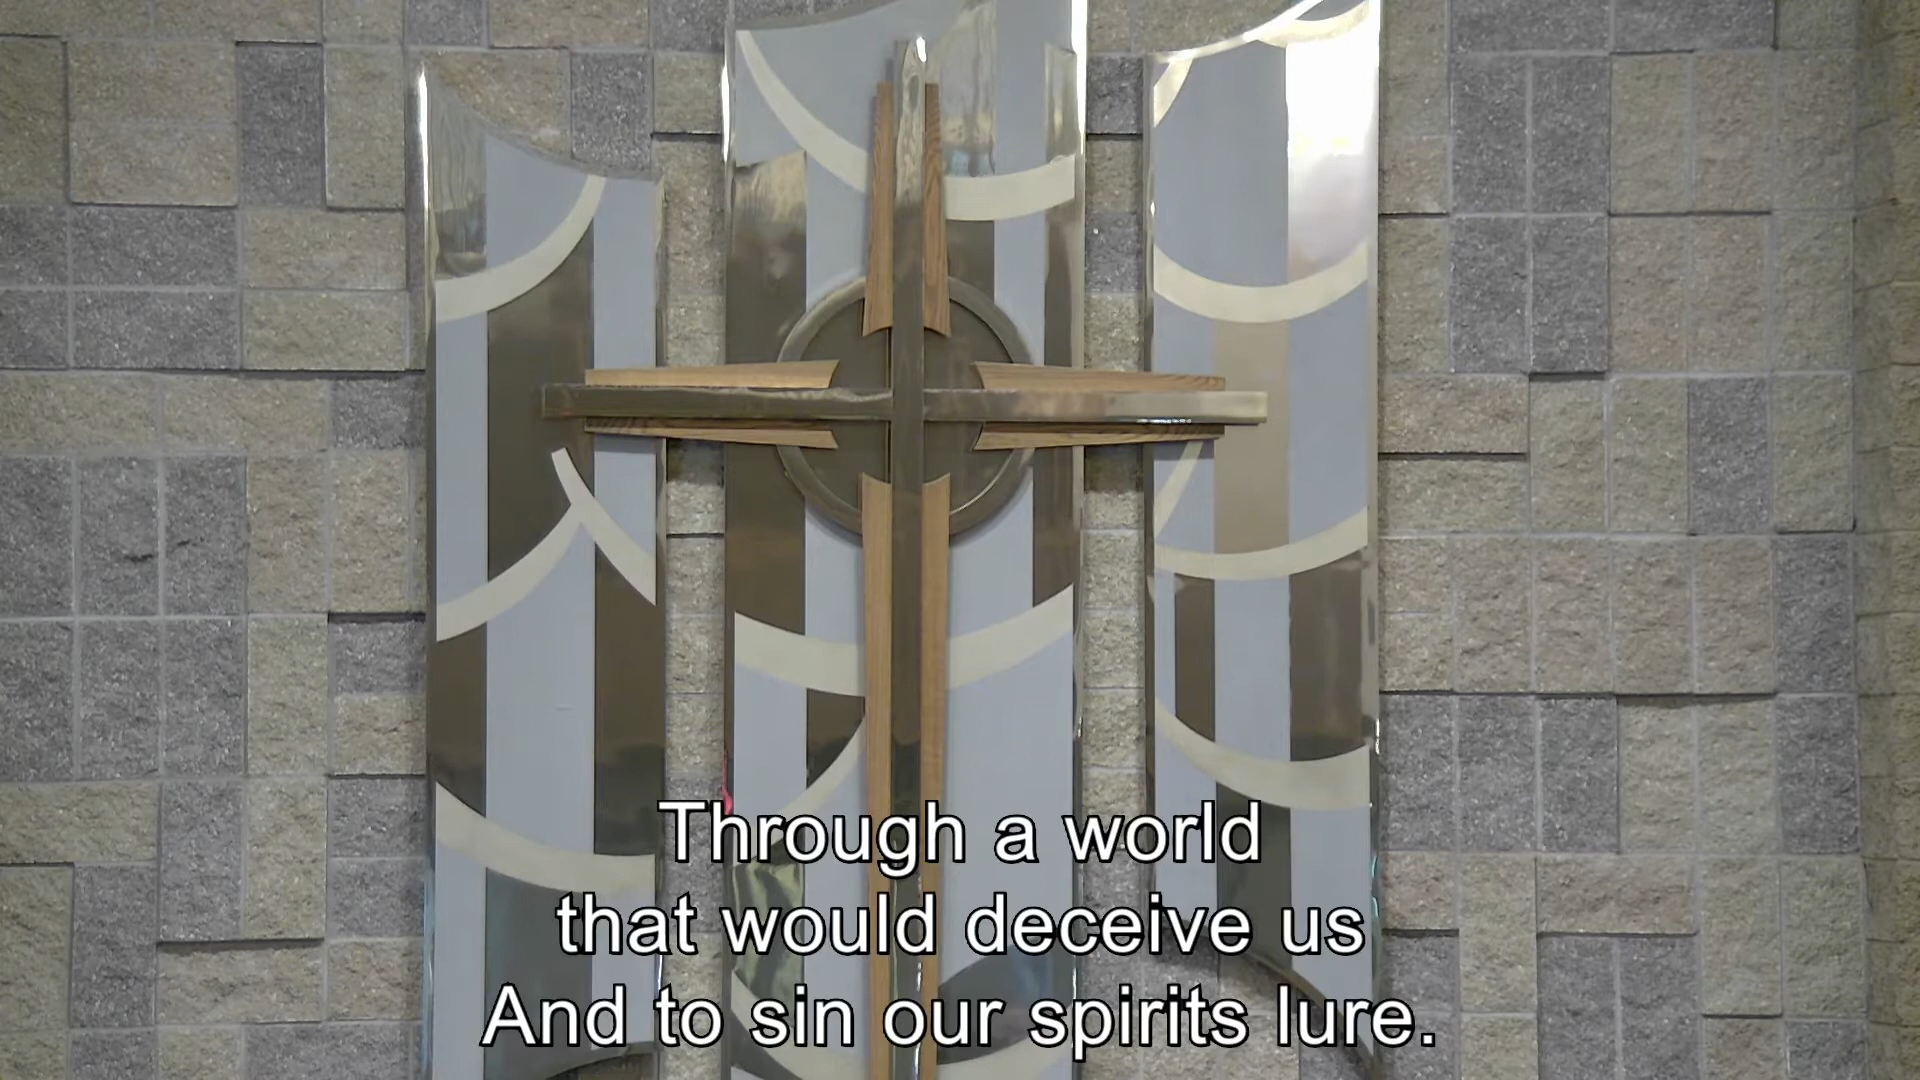 Through a world
that would deceive us
And to sin our spirits lure.